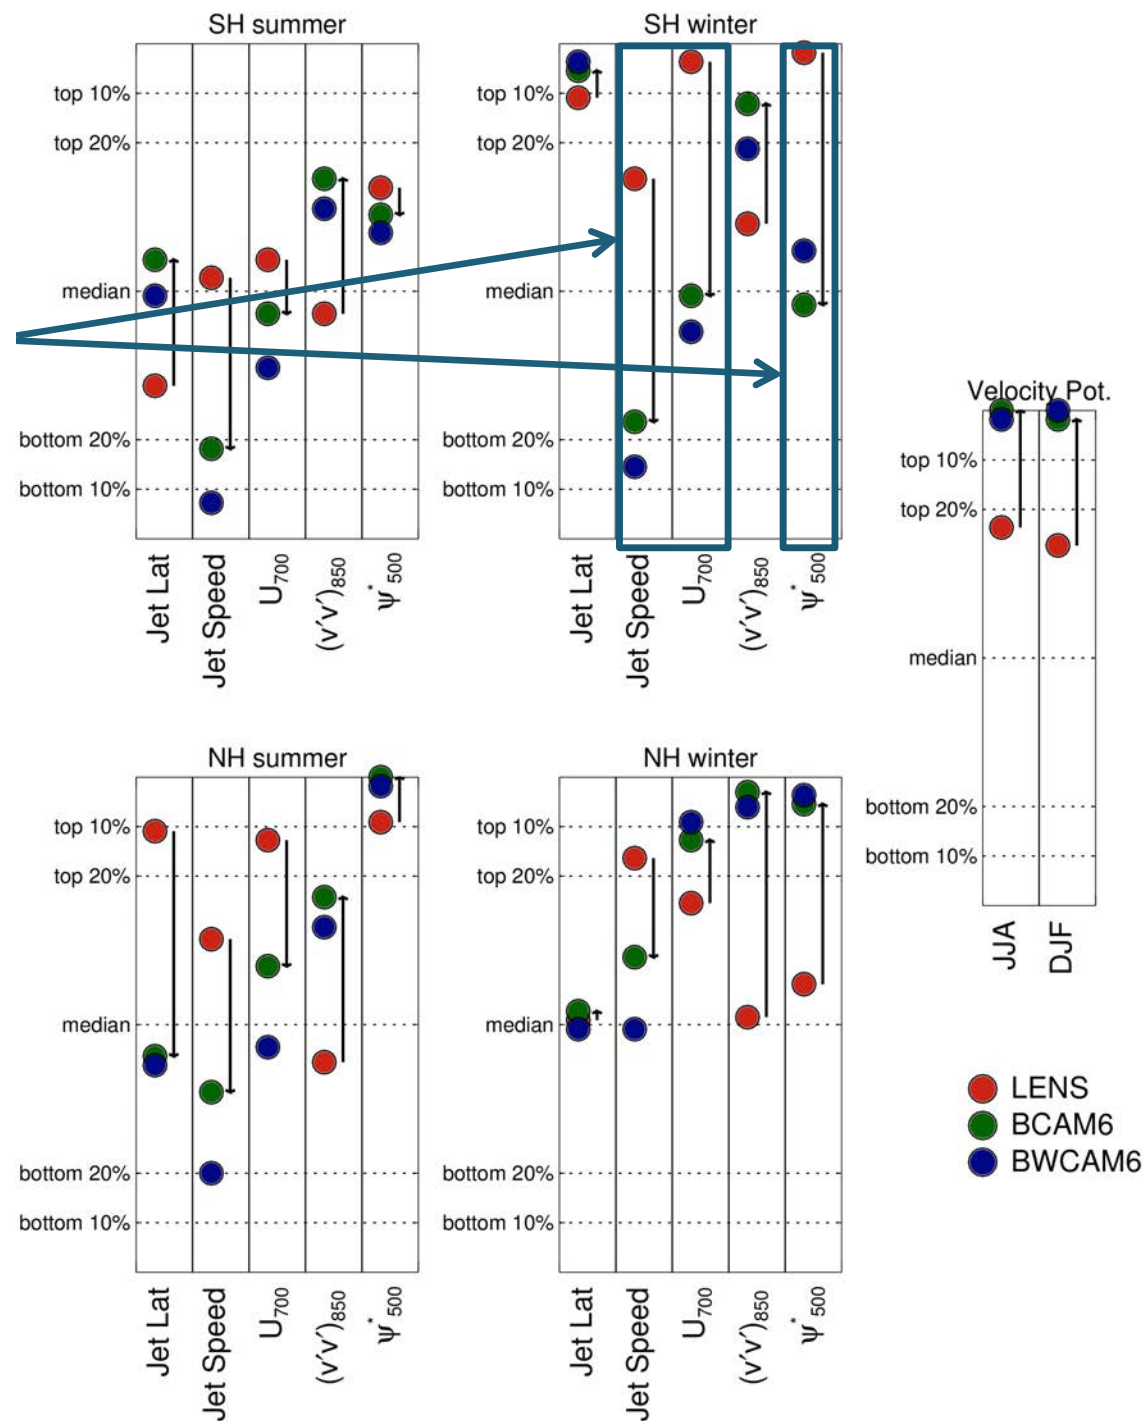 SH summer
top 10%
top 20%
median
bottom 20%
bottom 10%
Jet Lat
Jet Speed
U700
(v'v')850
ψ*500
SH winter
top 10%
top 20%
median
bottom 20%
bottom 10%
Jet Lat
Jet Speed
U700
(v'v')850
ψ*500
Velocity Pot.
top 10%
top 20%
median
bottom 20%
bottom 10%
JJA
DJF
NH summer
top 10%
top 20%
median
bottom 20%
bottom 10%
Jet Lat
Jet Speed
U700
(v'v')850
ψ*500
NH winter
top 10%
top 20%
median
bottom 20%
bottom 10%
Jet Lat
Jet Speed
U700
(v'v')850
ψ*500
LENS
BCAM6
BWCAM6